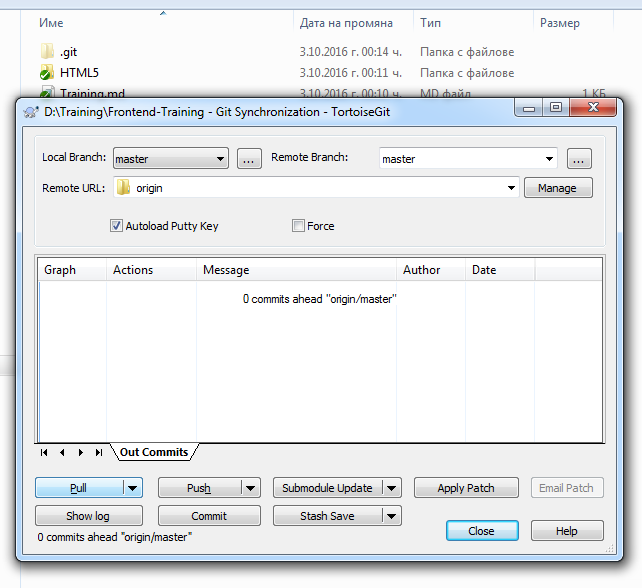 Име Дата на промяна Тип Размер
.git 3.10.2016 г. 00:14 ч. Папка с файлове
HTML5 3.10.2016 г. 00:11 ч. Папка с файлове
Training.md 3.10.2016 г. 00:10 ч. MD файл 1 КБ
D:\Training\Frontend-Training - Git Synchronization - TortoiseGit
Local Branch: master ... Remote Branch: master ...
Remote URL: origin Manage
Autoload Putty Key Force
Graph Actions Message Author Date
0 commits ahead "origin/master"
Out Commits
Pull Push Submodule Update Apply Patch Email Patch
Show log Commit Stash Save
Close Help
0 commits ahead "origin/master"